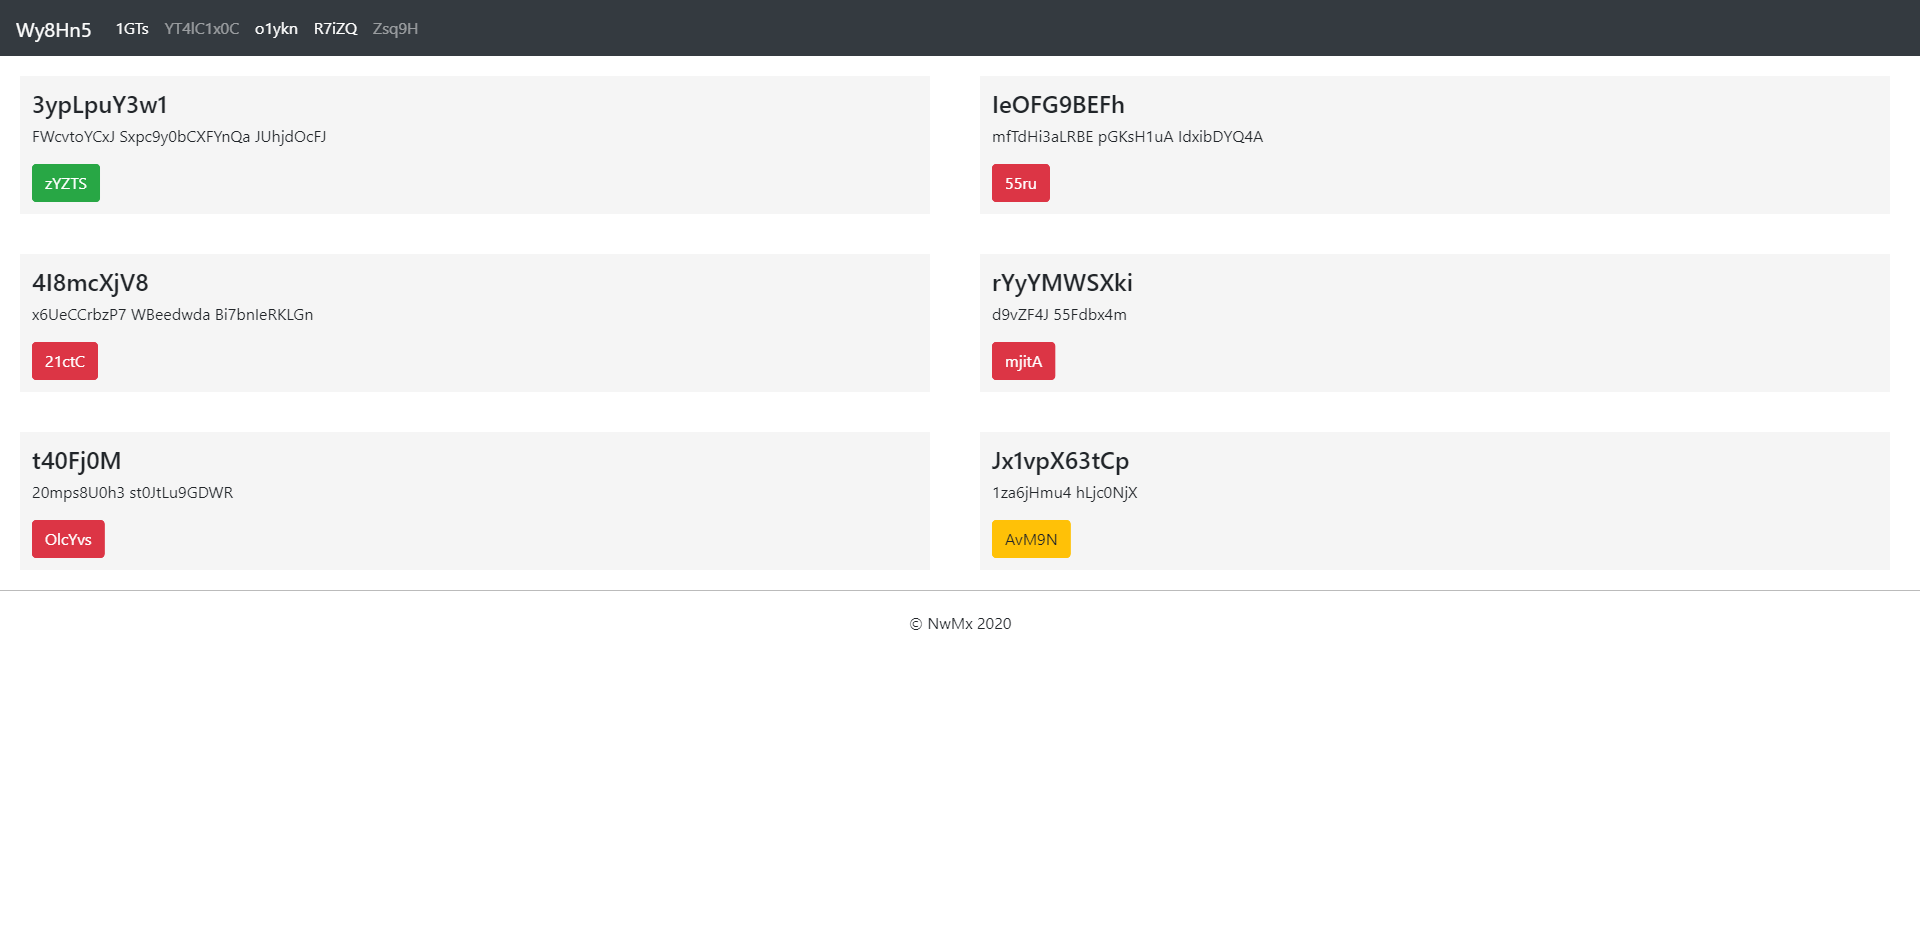 Wy8Hn5 1GTs YT4lC1x0C o1ykn R7iZQ Zsq9H
3ypLpuY3w1
FWcvtoYCxJ Sxpc9y0bCXFYnQa JUhjdOcFJ
zYZTS
IeOFG9BEFh
mfTdHi3aLRBE pGKsH1uA IdxibDYQ4A
55ru
4I8mcXjV8
x6UeCCrbzP7 WBeedwda Bi7bnIeRKLGn
21ctC
rYyYMWSXki
d9vZF4J 55Fdbx4m
mjitA
t40Fj0M
20mps8U0h3 st0JtLu9GDWR
OlcYvs
Jx1vpX63tCp
1za6jHmu4 hLjc0NjX
AvM9N
© NwMx 2020